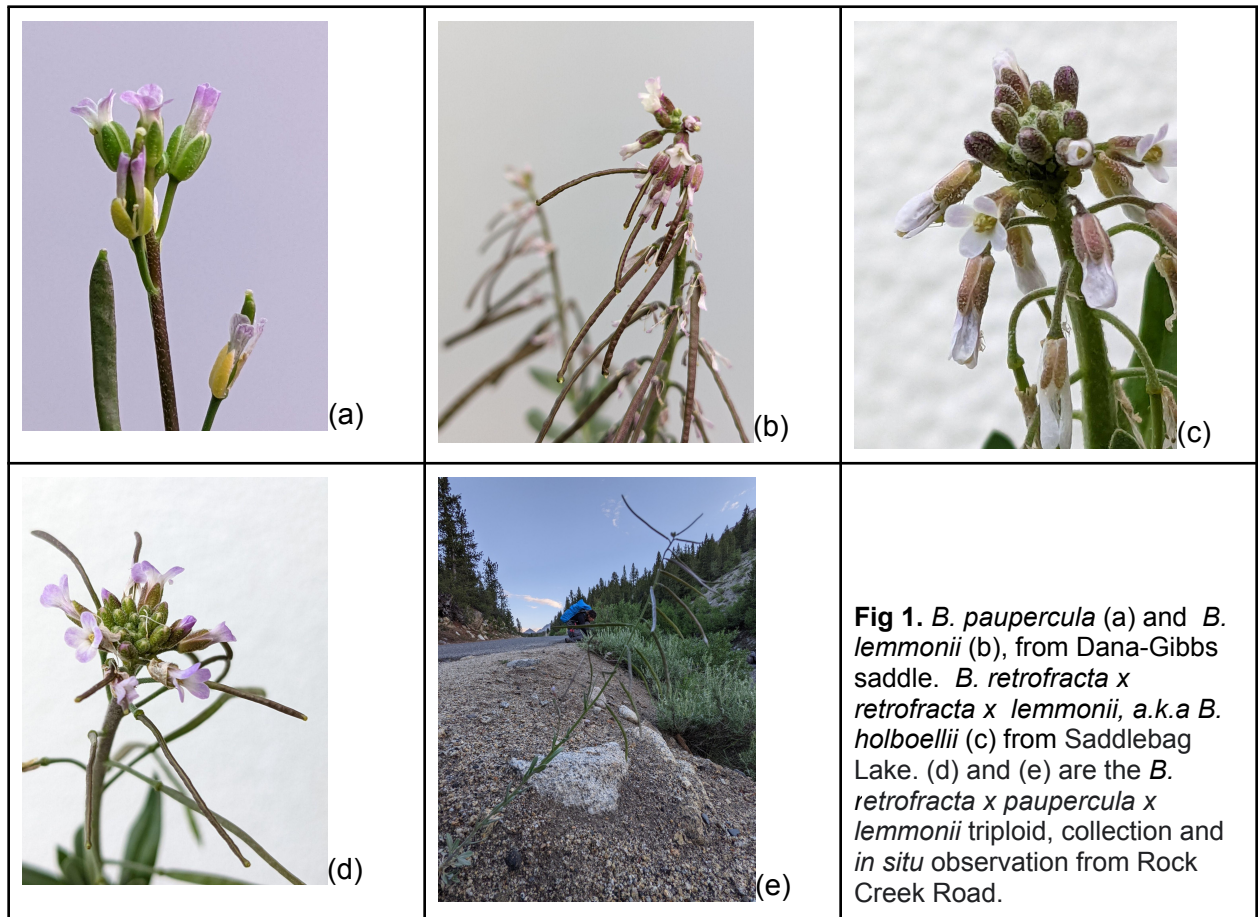 (a)
(b)
(c)
(d)
(e)
Fig 1. B. paupercula (a) and B.
lemmonii (b), from Dana-Gibbs
saddle. B. retrofracta x
retrofracta x lemmonii, a.k.a B.
holboellii (c) from Saddlebag
Lake. (d) and (e) are the B.
retrofracta x paupercula x
lemmonii triploid, collection and
in situ observation from Rock
Creek Road.